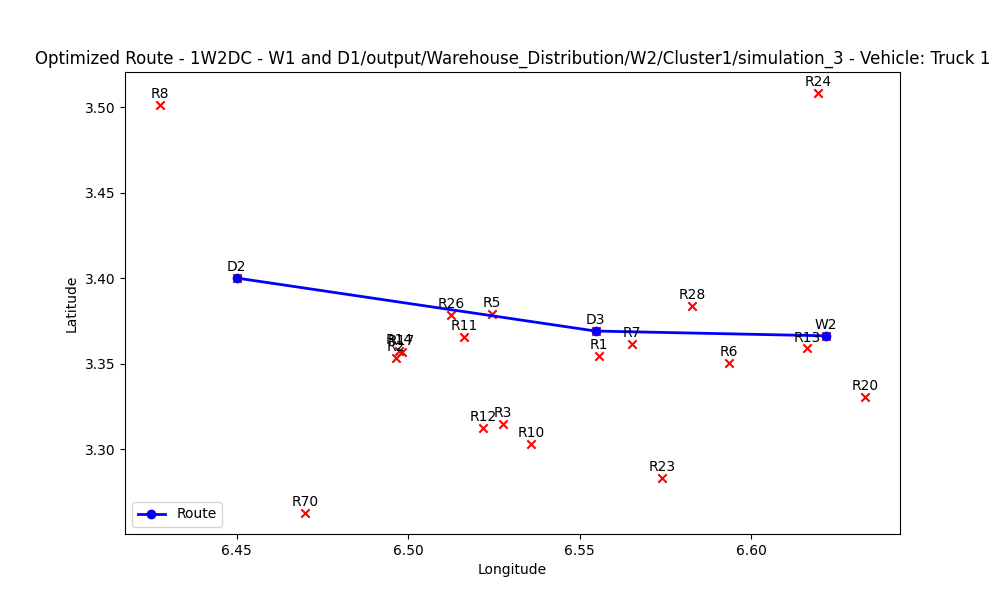 Optimized Route - 1W2DC - W1 and D1/output/Warehouse_Distribution/W2/Cluster1/simulation_3 - Vehicle: Truck 1
R24
R8
3.50
3.45
D2
3.40
R28
R26
R5
D3
W2
R11
R7
R13
R1
R6
3.35
R20
R12
R3
R10
3.30
R23
R70
Route
6.45
6.50
6.55
6.60
Longitude
Latitude